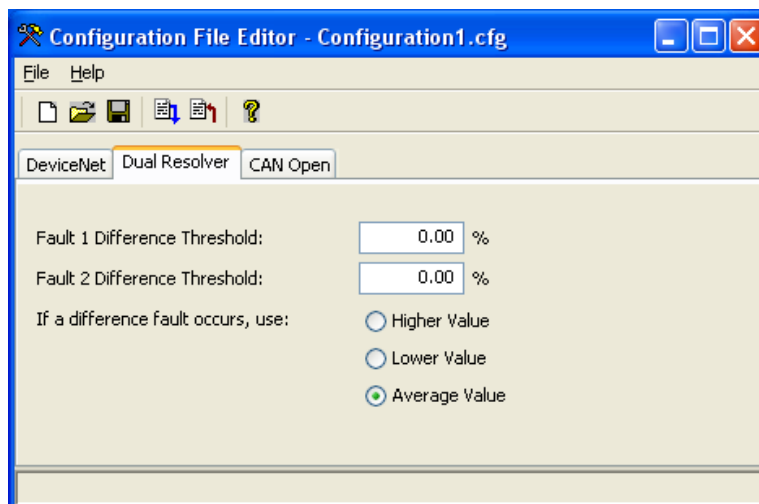 Configuration File Editor - Configuration1.cfg
File Help
DeviceNet Dual Resolver CAN Open
Fault 1 Difference Threshold: 0.00 %
Fault 2 Difference Threshold: 0.00 %
If a difference fault occurs, use: Higher Value
Lower Value
Average Value